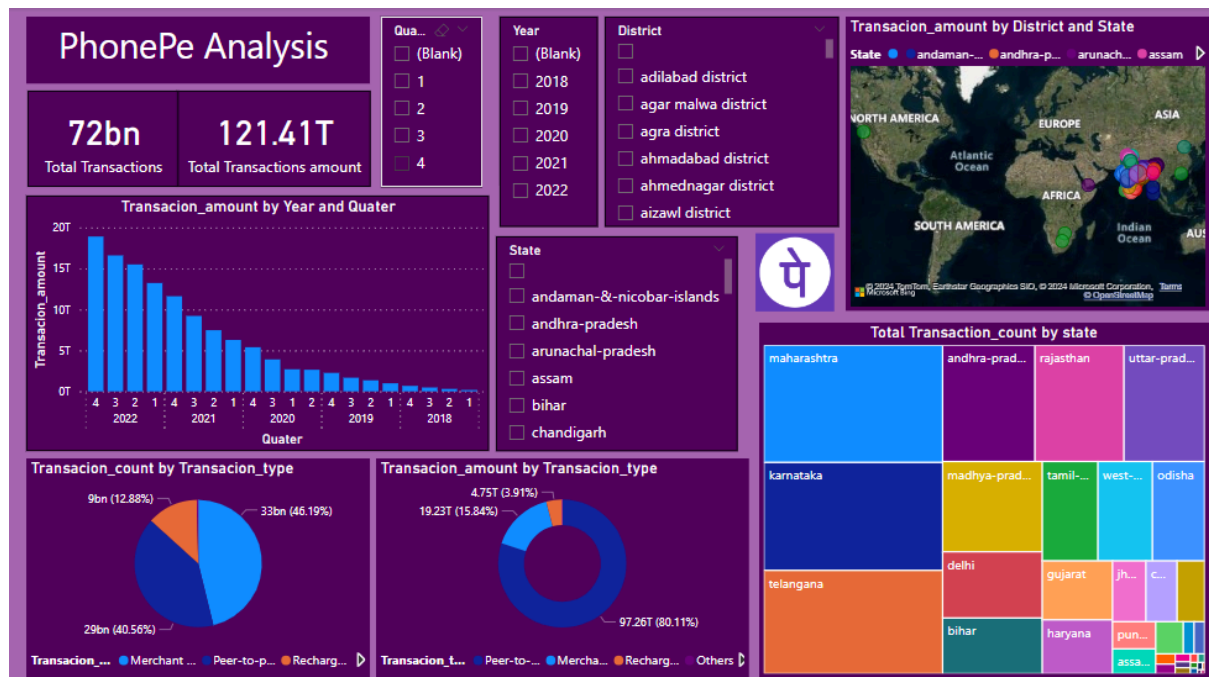 PhonePe Analysis
72bn
Total Transactions
121.41T
Total Transactions amount
Qua...
(Blank)
1
2
3
4
Year
(Blank)
2018
2019
2020
2021
2022
District
adilabad district
agar malwa district
agra district
ahmadabad district
ahmednagar district
aizawl district
Transacion_amount by District and State
State andaman-... andhra-p... arunach... assam
NORTH AMERICA
EUROPE
ASIA
Atlantic
Ocean
AFRICA
SOUTH AMERICA
Indian
Ocean
AUS
© 2024 TomTom, Earthstar Geographics SIO, © 2024 Microsoft Corporation, Terms
Microsoft Bing
© OpenStreetMap
Transacion_amount by Year and Quater
Transacion_amount
20T
15T
10T
5T
0T
4 3 2 1 4 3 2 1 4 3 2 1 4 3 2 1 4 3 2 1
2022 2021 2020 2019 2018
Quater
State
andaman-&-nicobar-islands
andhra-pradesh
arunachal-pradesh
assam
bihar
chandigarh
पे
Transacion_count by Transacion_type
9bn (12.88%)
33bn (46.19%)
29bn (40.56%)
Transacion_... Merchant ... Peer-to-p... Recharg...
Transacion_amount by Transacion_type
4.75T (3.91%)
19.23T (15.84%)
97.26T (80.11%)
Transacion_t... Peer-to-... Mercha... Recharg... Others
Total Transaction_count by state
maharashtra
andhra-prad...
rajasthan
uttar-prad...
karnataka
madhya-prad...
tamil-...
west-...
odisha
telangana
delhi
gujarat
jh...
c...
bihar
haryana
pun...
assa...